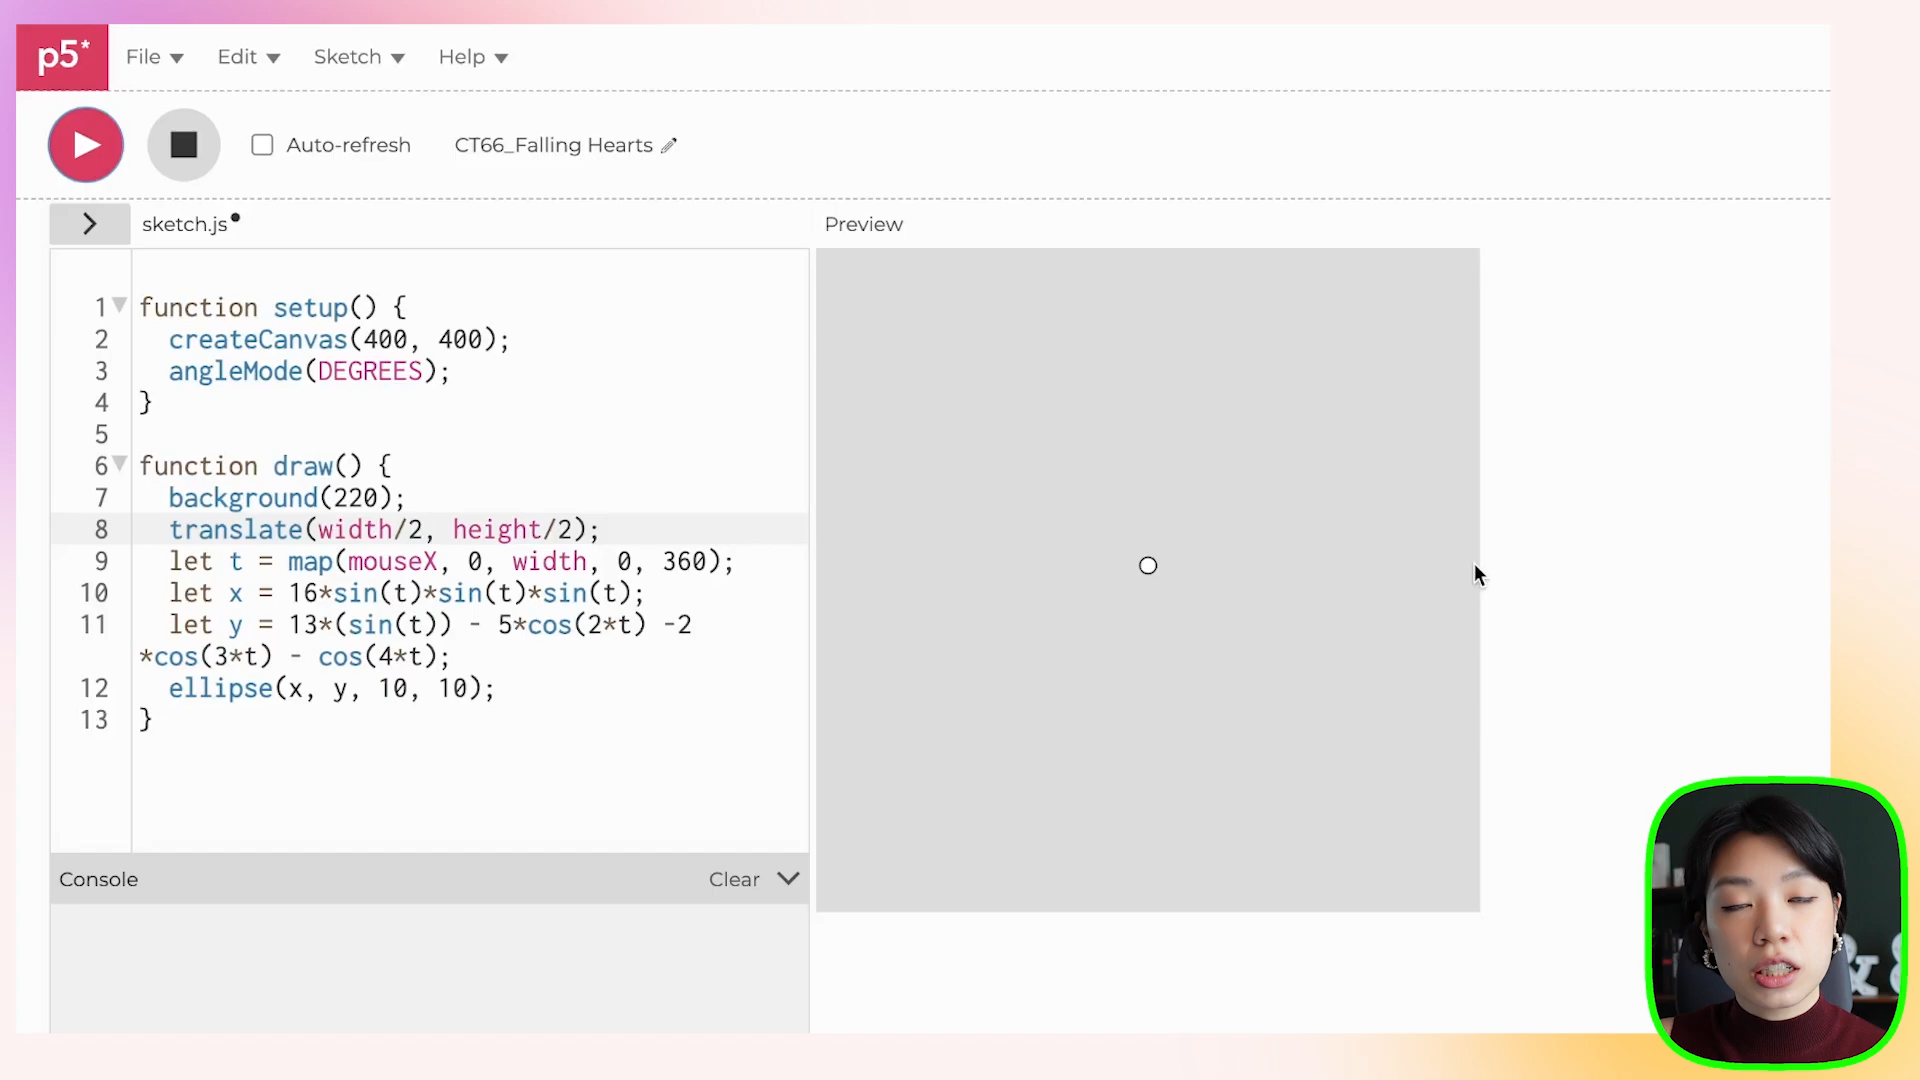 p5*
File Edit Sketch Help
Auto-refresh CT66_Falling Hearts
sketch.js
Preview
1 function setup() {
2 createCanvas(400, 400);
3 angleMode(DEGREES);
4 }
5
6 function draw() {
7 background(220);
8 translate(width/2, height/2);
9 let t = map(mouseX, 0, width, 0, 360);
10 let x = 16*sin(t)*sin(t)*sin(t);
11 let y = 13*(sin(t)) - 5*cos(2*t) -2
*cos(3*t) - cos(4*t);
12 ellipse(x, y, 10, 10);
13 }
Console Clear
&